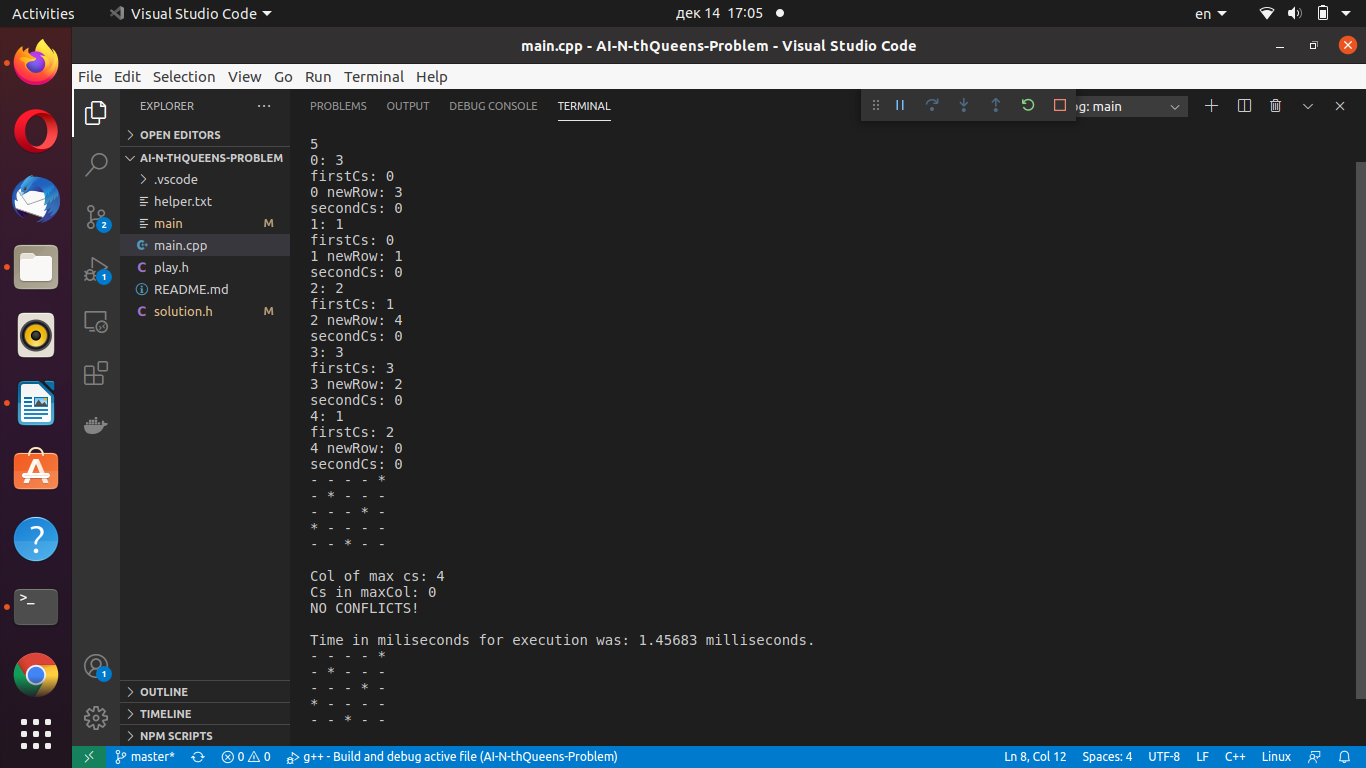 Activities Visual Studio Code дек 14 17:05 en
main.cpp - AI-N-thQueens-Problem - Visual Studio Code
File Edit Selection View Go Run Terminal Help
EXPLORER
OPEN EDITORS
AI-N-THQUEENS-PROBLEM
.vscode
helper.txt
main M
main.cpp
C play.h
README.md
C solution.h M
OUTLINE
TIMELINE
NPM SCRIPTS
2
1
1
PROBLEMS OUTPUT DEBUG CONSOLE TERMINAL
og: main
5
0: 3
firstCs: 0
0 newRow: 3
secondCs: 0
1: 1
firstCs: 0
1 newRow: 1
secondCs: 0
2: 2
firstCs: 1
2 newRow: 4
secondCs: 0
3: 3
firstCs: 3
3 newRow: 2
secondCs: 0
4: 1
firstCs: 2
4 newRow: 0
secondCs: 0
- - - - *
- * - - -
- - - * -
* - - - -
- - * - -
Col of max cs: 4
Cs in maxCol: 0
NO CONFLICTS!
Time in miliseconds for execution was: 1.45683 milliseconds.
- - - - *
- * - - -
- - - * -
* - - - -
- - * - -
master* 0 0 g++ - Build and debug active file (AI-N-thQueens-Problem) Ln 8, Col 12 Spaces: 4 UTF-8 LF C++ Linux